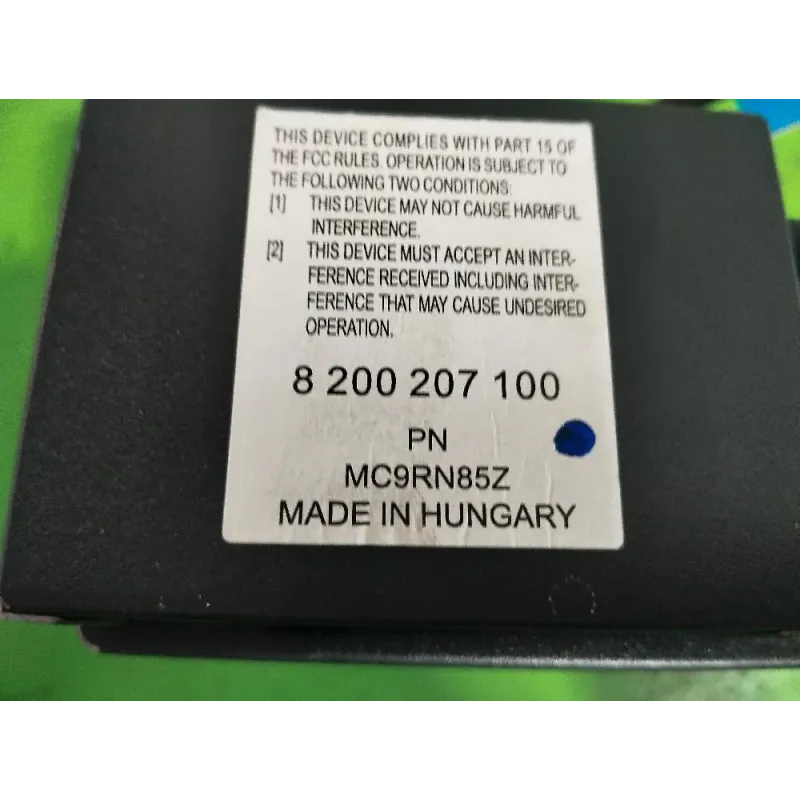 THIS DEVICE COMPLIES WITH PART 15 OF
THE FCC RULES. OPERATION IS SUBJECT TO
THE FOLLOWING TWO CONDITIONS:
[1] THIS DEVICE MAY NOT CAUSE HARMFUL
INTERFERENCE.
[2] THIS DEVICE MUST ACCEPT AN INTER-
FERENCE RECEIVED INCLUDING INTER-
FERENCE THAT MAY CAUSE UNDESIRED
OPERATION.
8 200 207 100
PN
MC9RN85Z
MADE IN HUNGARY